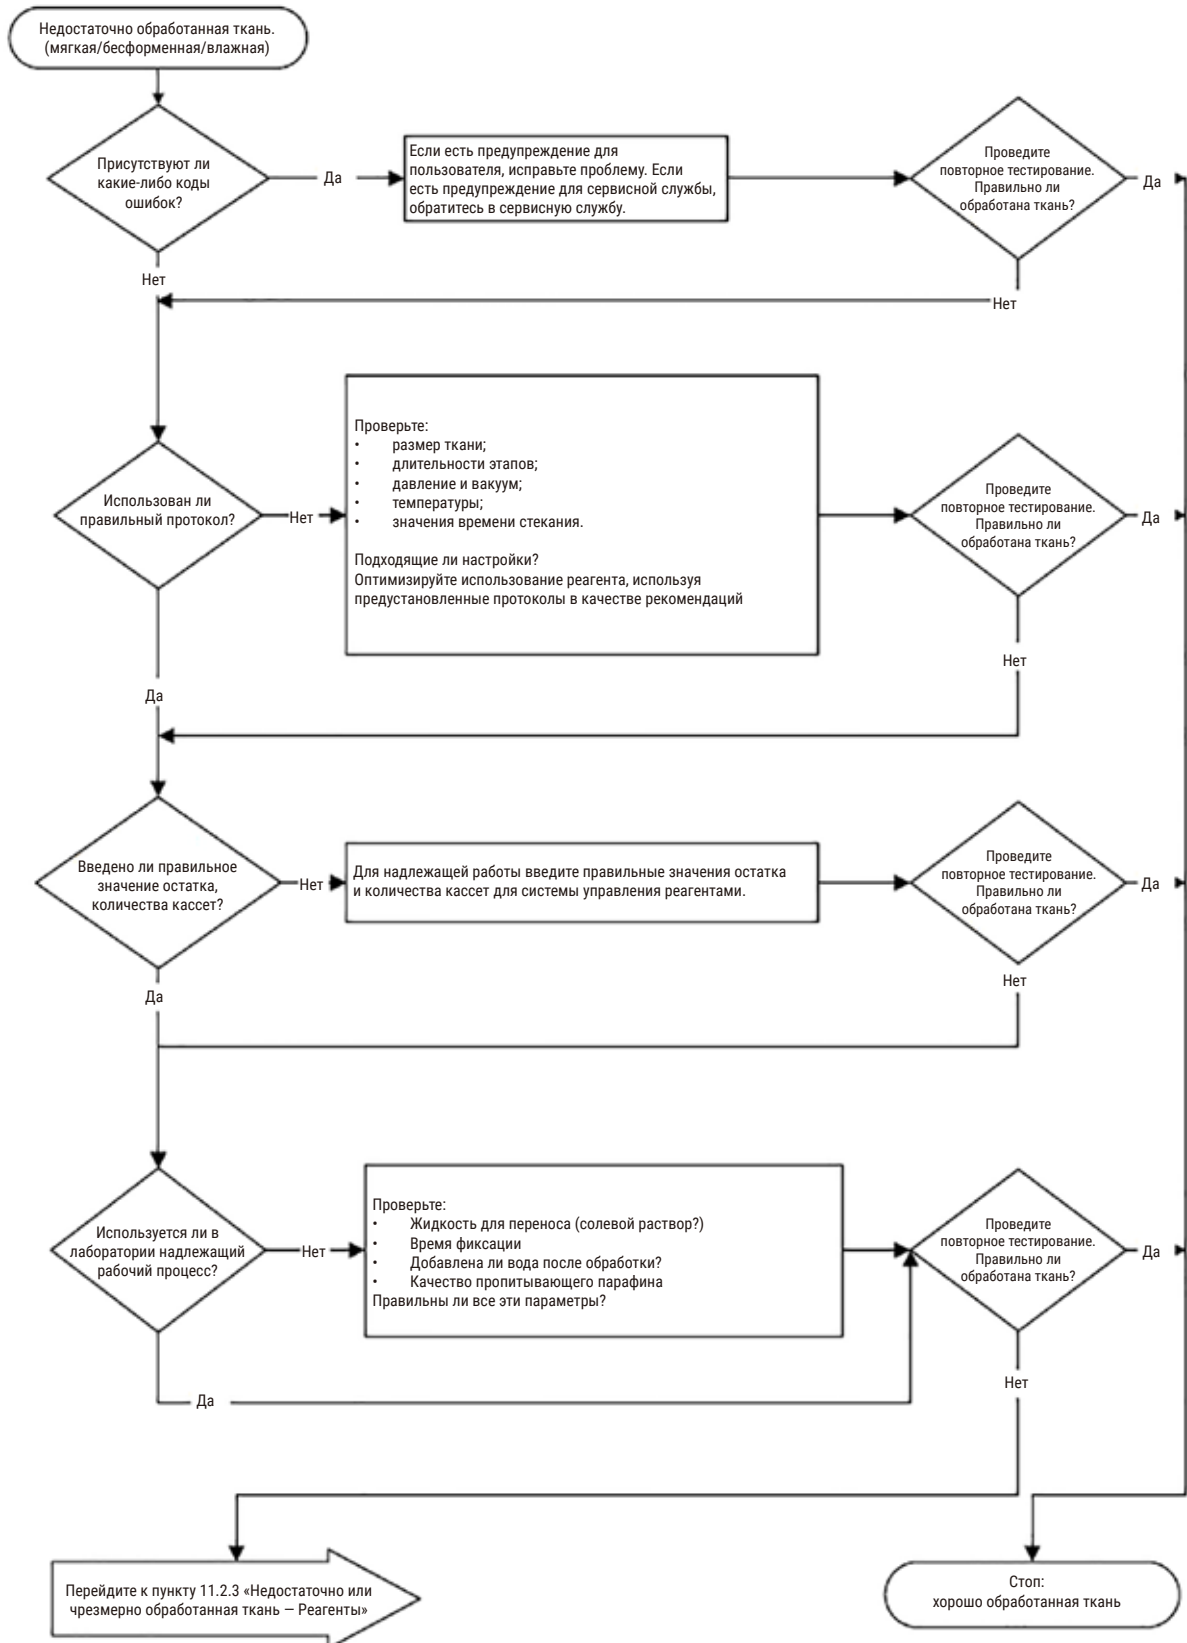 Недостаточно обработанная ткань.
(мягкая/бесформенная/влажная)
Присутствуют ли
какие-либо коды
ошибок?
Да
Если есть предупреждение для
пользователя, исправьте проблему. Если
есть предупреждение для сервисной службы,
обратитесь в сервисную службу.
Проведите
повторное тестирование.
Правильно ли
обработана ткань?
Да
Нет
Нет
Использован ли
правильный протокол?
Нет
Проверьте:
• размер ткани;
• длительности этапов;
• давление и вакуум;
• температуры;
• значения времени стекания.
Подходящие ли настройки?
Оптимизируйте использование реагента, используя
предустановленные протоколы в качестве рекомендаций
Проведите
повторное тестирование.
Правильно ли
обработана ткань?
Да
Нет
Да
Введено ли правильное
значение остатка,
количества кассет?
Нет
Для надлежащей работы введите правильные значения остатка
и количества кассет для системы управления реагентами.
Проведите
повторное тестирование.
Правильно ли
обработана ткань?
Да
Нет
Да
Используется ли в
лаборатории надлежащий
рабочий процесс?
Нет
Проверьте:
• Жидкость для переноса (солевой раствор?)
• Время фиксации
• Добавлена ли вода после обработки?
• Качество пропитывающего парафина
Правильны ли все эти параметры?
Проведите
повторное тестирование.
Правильно ли
обработана ткань?
Да
Нет
Да
Перейдите к пункту 11.2.3 «Недостаточно или
чрезмерно обработанная ткань — Реагенты»
Стоп:
хорошо обработанная ткань